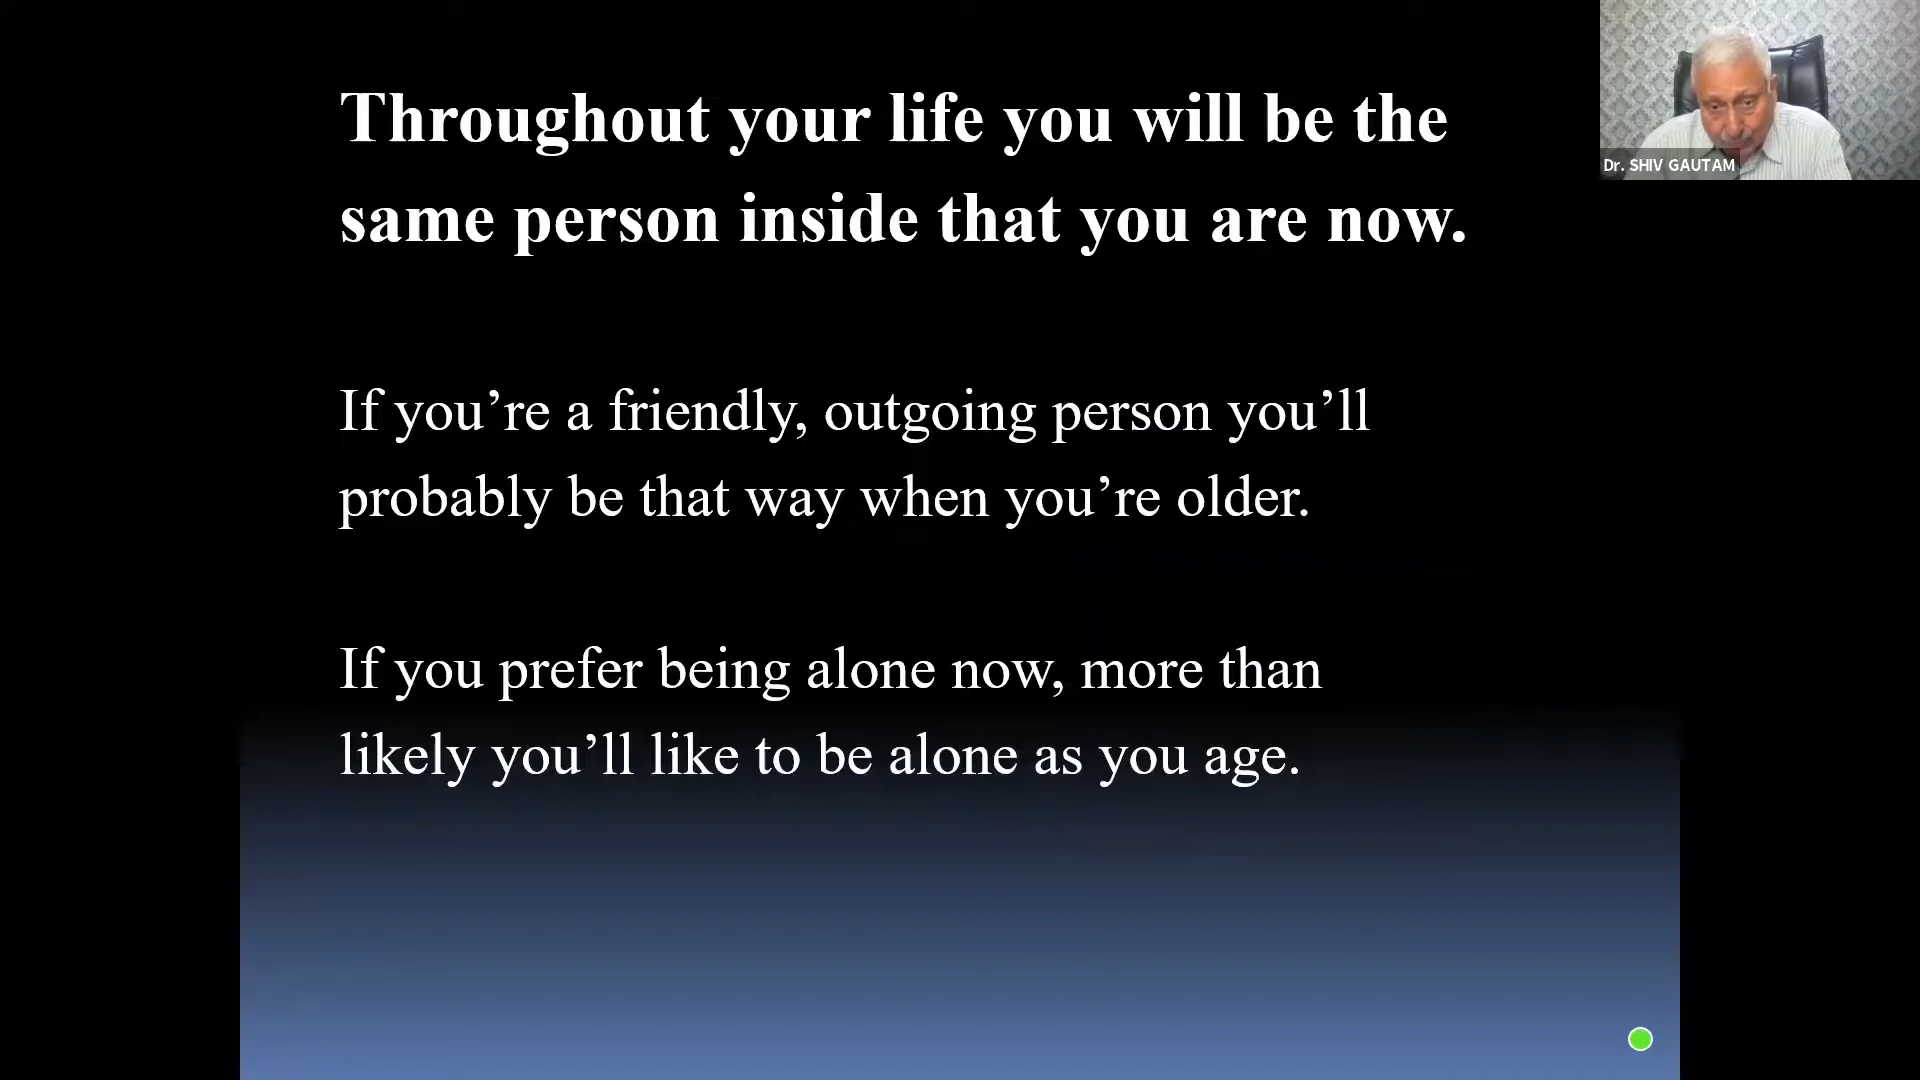 Throughout your life you will be the
same person inside that you are now.
If you’re a friendly, outgoing person you’ll
probably be that way when you’re older.
If you prefer being alone now, more than
likely you’ll like to be alone as you age.
Dr. SHIV GAUTAM